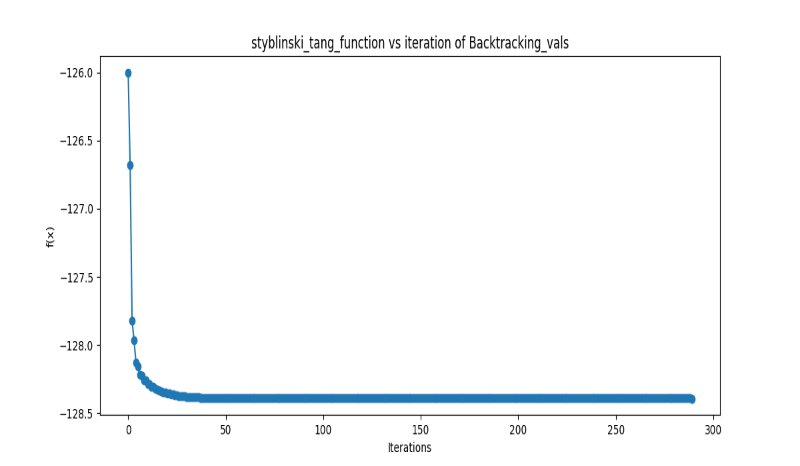 styblinski_tang_function vs iteration of Backtracking_vals
−126.0
−126.5
−127.0
−127.5
−128.0
−128.5
f(x)
0 50 100 150 200 250 300
Iterations